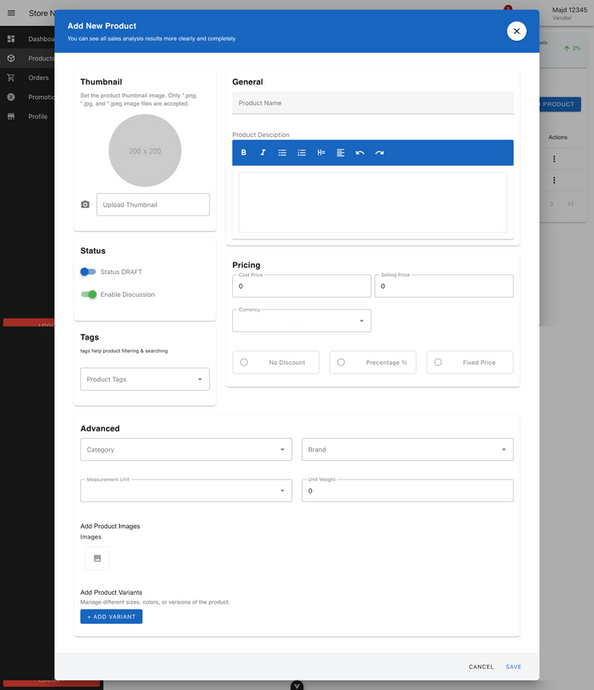 Store N
Majd 12345
Vendor
Products
Orders
Profile
2%
PRODUCT
Actions
Add New Product
You can see all sales analysis results more clearly and completely.
Thumbnail
Set the product thumbnail image. Only *.png,
*.jpg, and *.jpeg image files are accepted.
200 x 200
Upload Thumbnail
Status
Status DRAFT
Enable Discussion
Tags
tags help product filtering & searching
Product Tags
General
Product Name
Product Desciption
B I H
Pricing
Cost Price
0
Selling Price
0
Currency
No Discount
Precentage %
Fixed Price
Advanced
Category
Brand
Measurement Unit
Unit Weight
0
Add Product Images
Images
Add Product Variants
Manage different sizes, colors, or versions of the product.
+ ADD VARIANT
CANCEL
SAVE